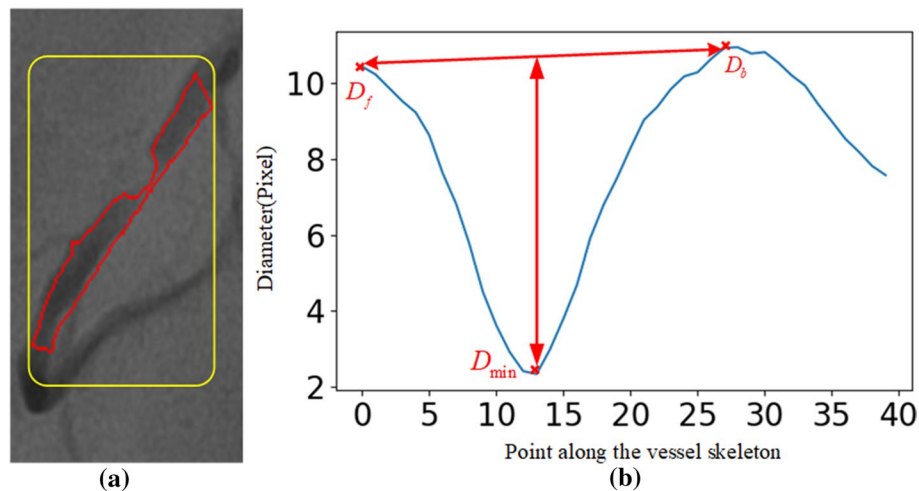 10
8
6
4
2
Diameter(Pixel)
D_f
D_b
D_min
0 5 10 15 20 25 30 35 40
Point along the vessel skeleton
(a)
(b)